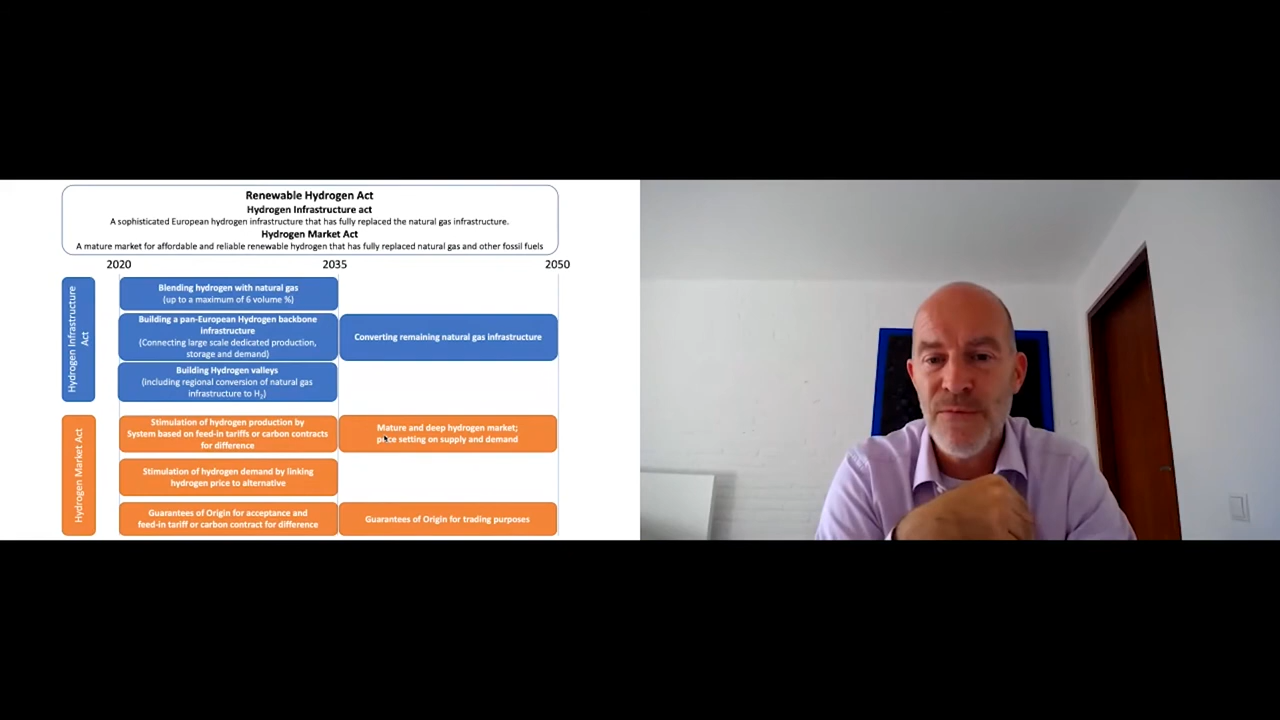 Renewable Hydrogen Act
Hydrogen Infrastructure act
A sophisticated European hydrogen infrastructure that has fully replaced the natural gas infrastructure.
Hydrogen Market Act
A mature market for affordable and reliable renewable hydrogen that has fully replaced natural gas and other fossil fuels
2020
2035
2050
Hydrogen Infrastructure
Act
Blending hydrogen with natural gas
(up to a maximum of 6 volume %)
Building a pan-European Hydrogen backbone
infrastructure
(Connecting large scale dedicated production,
storage and demand)
Converting remaining natural gas infrastructure
Building Hydrogen valleys
(including regional conversion of natural gas
infrastructure to H₂)
Hydrogen Market Act
Stimulation of hydrogen production by
System based on feed-in tariffs or carbon contracts
for difference
Mature and deep hydrogen market;
price setting on supply and demand
Stimulation of hydrogen demand by linking
hydrogen price to alternative
Guarantees of Origin for acceptance and
feed-in tariff or carbon contract for difference
Guarantees of Origin for trading purposes